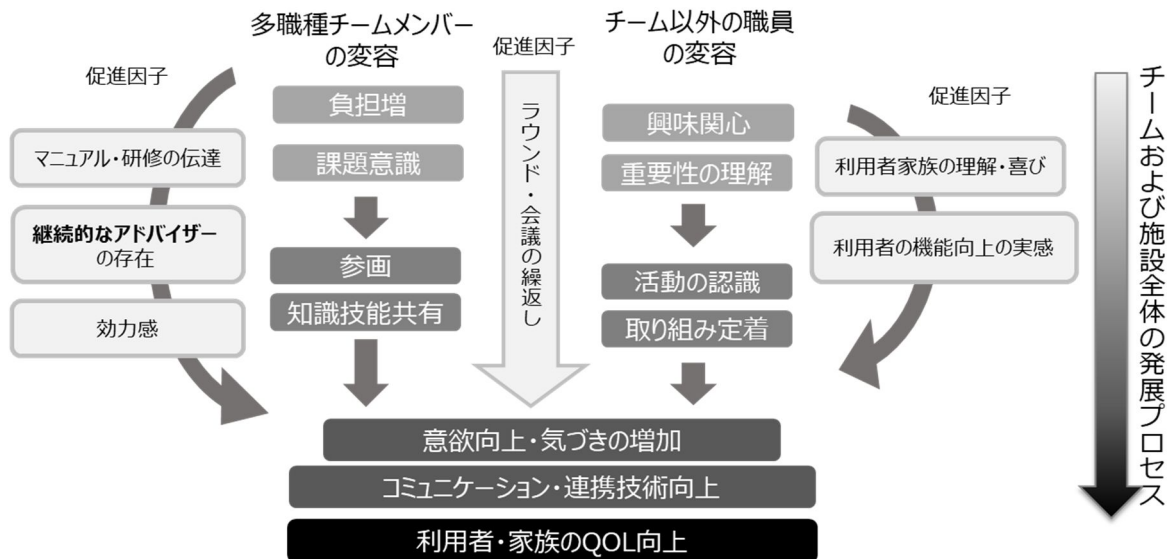 多職種チームメンバー
の変容
促進因子
チーム以外の職員
の変容
促進因子
促進因子
負担増
課題意識
参画
知識技能共有
マニュアル・研修の伝達
継続的なアドバイザー
の存在
効力感
ラウンド・会議の繰返し
興味関心
重要性の理解
活動の認識
取り組み定着
利用者家族の理解・喜び
利用者の機能向上の実感
意欲向上・気づきの増加
コミュニケーション・連携技術向上
利用者・家族のQOL向上
チームおよび施設全体の発展プロセス